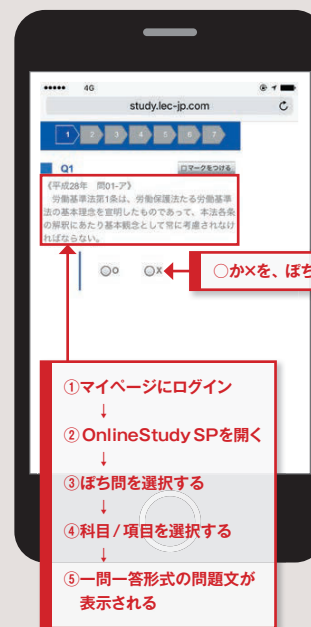 4G
study.lec-jp.com
1 2 3 4 5 6 7
Q1 □マークをつける
《平成28年 問01-ア》
労働基準法第1条は、労働保護法たる労働基準
法の基本理念を宣明したものであって、本法各条
の解釈にあたり基本観念として常に考慮されなけ
ればならない。
○ ×
○か×を、ぽち
①マイページにログイン
↓
②OnlineStudy SPを開く
↓
③ぽち問を選択する
↓
④科目/項目を選択する
↓
⑤一問一答形式の問題文が
表示される